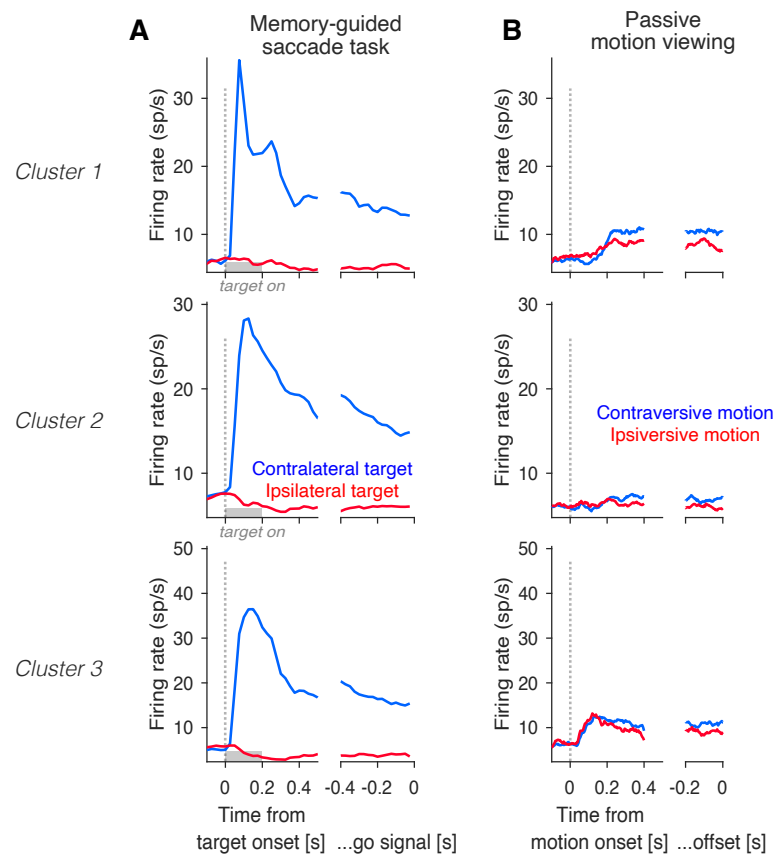 A
Memory-guided
saccade task
B
Passive
motion viewing
Cluster 1
Firing rate (sp/s)
30
20
10
target on
Firing rate (sp/s)
30
20
10
Cluster 2
Firing rate (sp/s)
30
20
10
Contralateral target
Ipsilateral target
target on
Firing rate (sp/s)
30
20
10
Contraversive motion
Ipsiversive motion
Cluster 3
Firing rate (sp/s)
50
40
30
20
10
0 0.2 0.4 -0.4 -0.2 0
Time from
target onset [s] ...go signal [s]
Firing rate (sp/s)
50
40
30
20
10
0 0.2 0.4 -0.2 0
Time from
motion onset [s] ...offset [s]